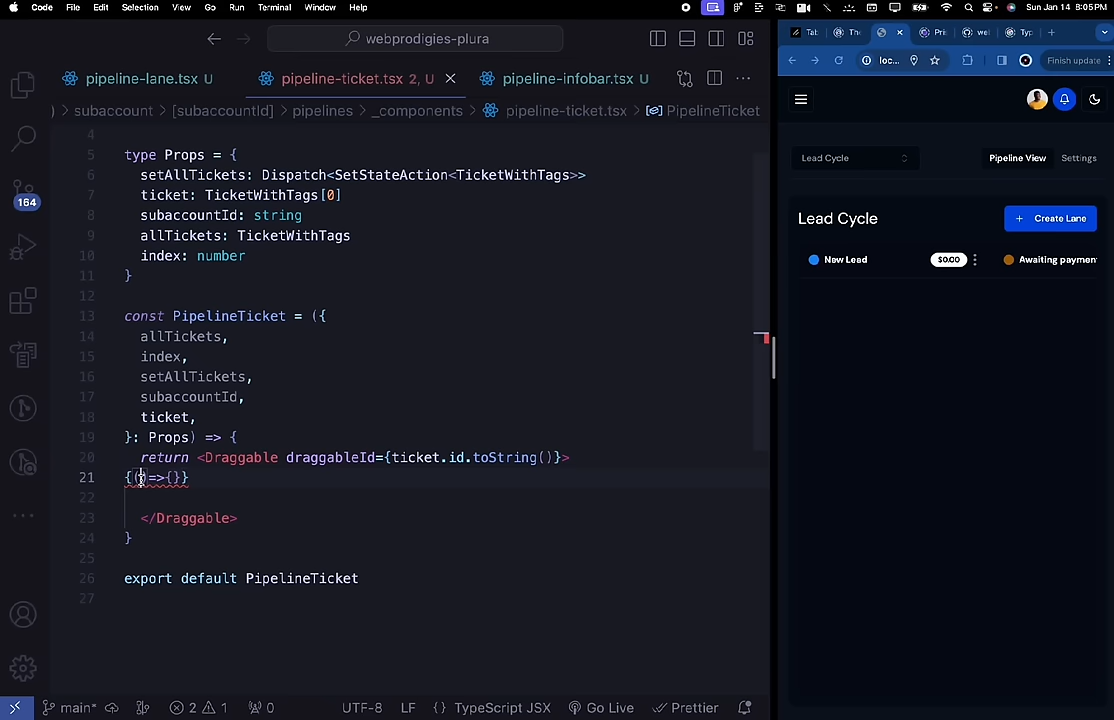 Code File Edit Selection View Go Run Terminal Window Help
Sun Jan 14 8:05 PM
webprodigies-plura
pipeline-lane.tsx U
pipeline-ticket.tsx 2, U
pipeline-infobar.tsx U
subaccount > [subaccountId] > pipelines > _components > pipeline-ticket.tsx > PipelineTicket
4
5 type Props = {
6 setAllTickets: Dispatch<SetStateAction<TicketWithTags>>
7 ticket: TicketWithTags[0]
8 subaccountId: string
9 allTickets: TicketWithTags
10 index: number
11 }
12
13 const PipelineTicket = ({
14 allTickets,
15 index,
16 setAllTickets,
17 subaccountId,
18 ticket,
19 }: Props) => {
20 return <Draggable draggableId={ticket.id.toString()}>
21 {()=>{}}
22
23 </Draggable>
24 }
25
26 export default PipelineTicket
27
164
main* 2 1 0 UTF-8 LF {} TypeScript JSX Go Live Prettier
Tab The Pris wel Typ
loc... Finish update
Lead Cycle
Pipeline View Settings
Lead Cycle
+ Create Lane
New Lead $0.00 Awaiting paymen